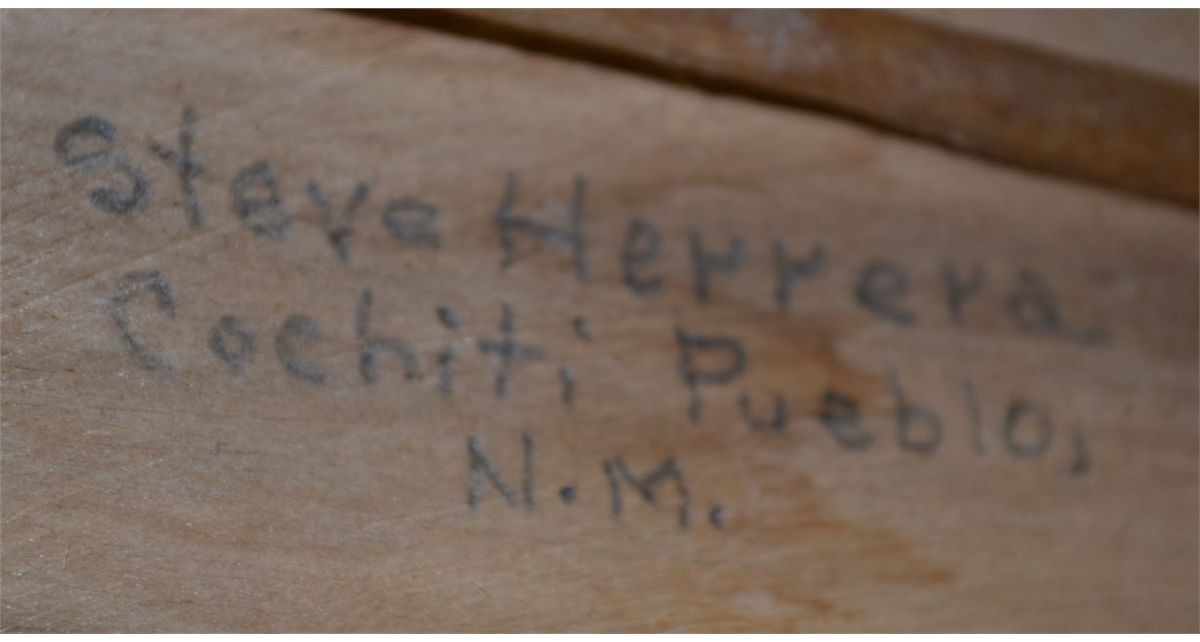 Steve Herrera
Cochiti Pueblo,
N.M.